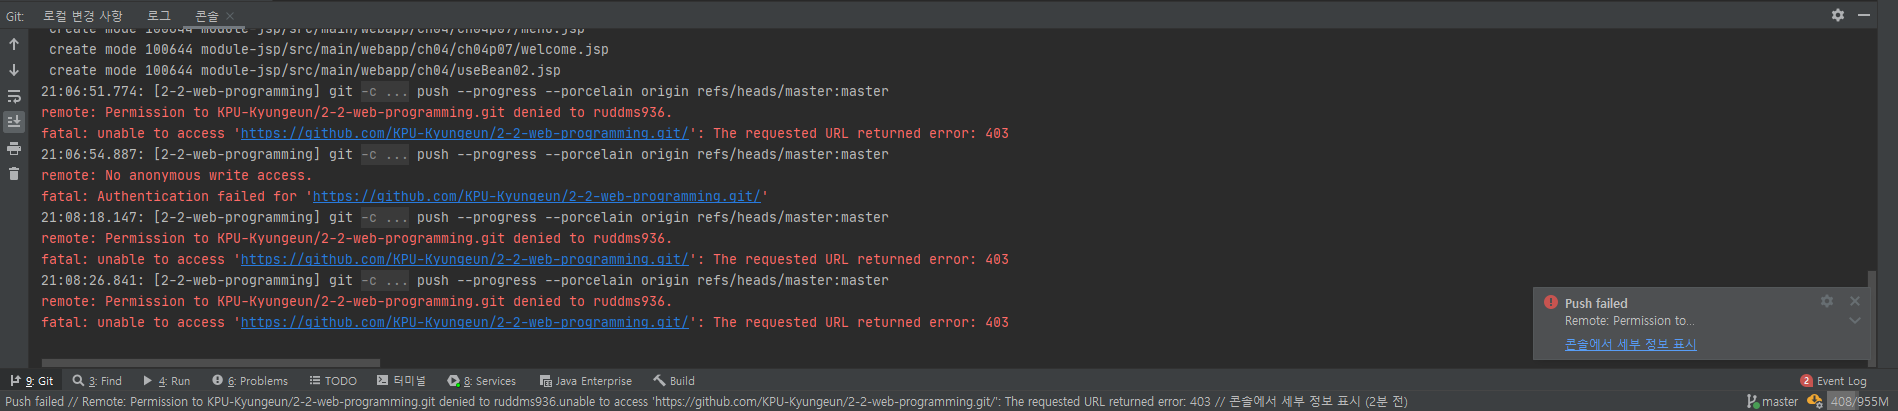 Git: 로컬 변경 사항 로그 콘솔
create mode 100644 module-jsp/src/main/webapp/ch04/ch04p07/menu.jsp
create mode 100644 module-jsp/src/main/webapp/ch04/ch04p07/welcome.jsp
create mode 100644 module-jsp/src/main/webapp/ch04/useBean02.jsp
21:06:51.774: [2-2-web-programming] git -c ... push --progress --porcelain origin refs/heads/master:master
remote: Permission to KPU-Kyungeun/2-2-web-programming.git denied to ruddms936.
fatal: unable to access 'https://github.com/KPU-Kyungeun/2-2-web-programming.git/': The requested URL returned error: 403
21:06:54.887: [2-2-web-programming] git -c ... push --progress --porcelain origin refs/heads/master:master
remote: No anonymous write access.
fatal: Authentication failed for 'https://github.com/KPU-Kyungeun/2-2-web-programming.git/'
21:08:18.147: [2-2-web-programming] git -c ... push --progress --porcelain origin refs/heads/master:master
remote: Permission to KPU-Kyungeun/2-2-web-programming.git denied to ruddms936.
fatal: unable to access 'https://github.com/KPU-Kyungeun/2-2-web-programming.git/': The requested URL returned error: 403
21:08:26.841: [2-2-web-programming] git -c ... push --progress --porcelain origin refs/heads/master:master
remote: Permission to KPU-Kyungeun/2-2-web-programming.git denied to ruddms936.
fatal: unable to access 'https://github.com/KPU-Kyungeun/2-2-web-programming.git/': The requested URL returned error: 403
Push failed
Remote: Permission to...
콘솔에서 세부 정보 표시
9: Git 3: Find 4: Run 6: Problems TODO 터미널 8: Services Java Enterprise Build 2 Event Log
Push failed // Remote: Permission to KPU-Kyungeun/2-2-web-programming.git denied to ruddms936.unable to access 'https://github.com/KPU-Kyungeun/2-2-web-programming.git/': The requested URL returned error: 403 // 콘솔에서 세부 정보 표시 (2분 전) master 408/955M